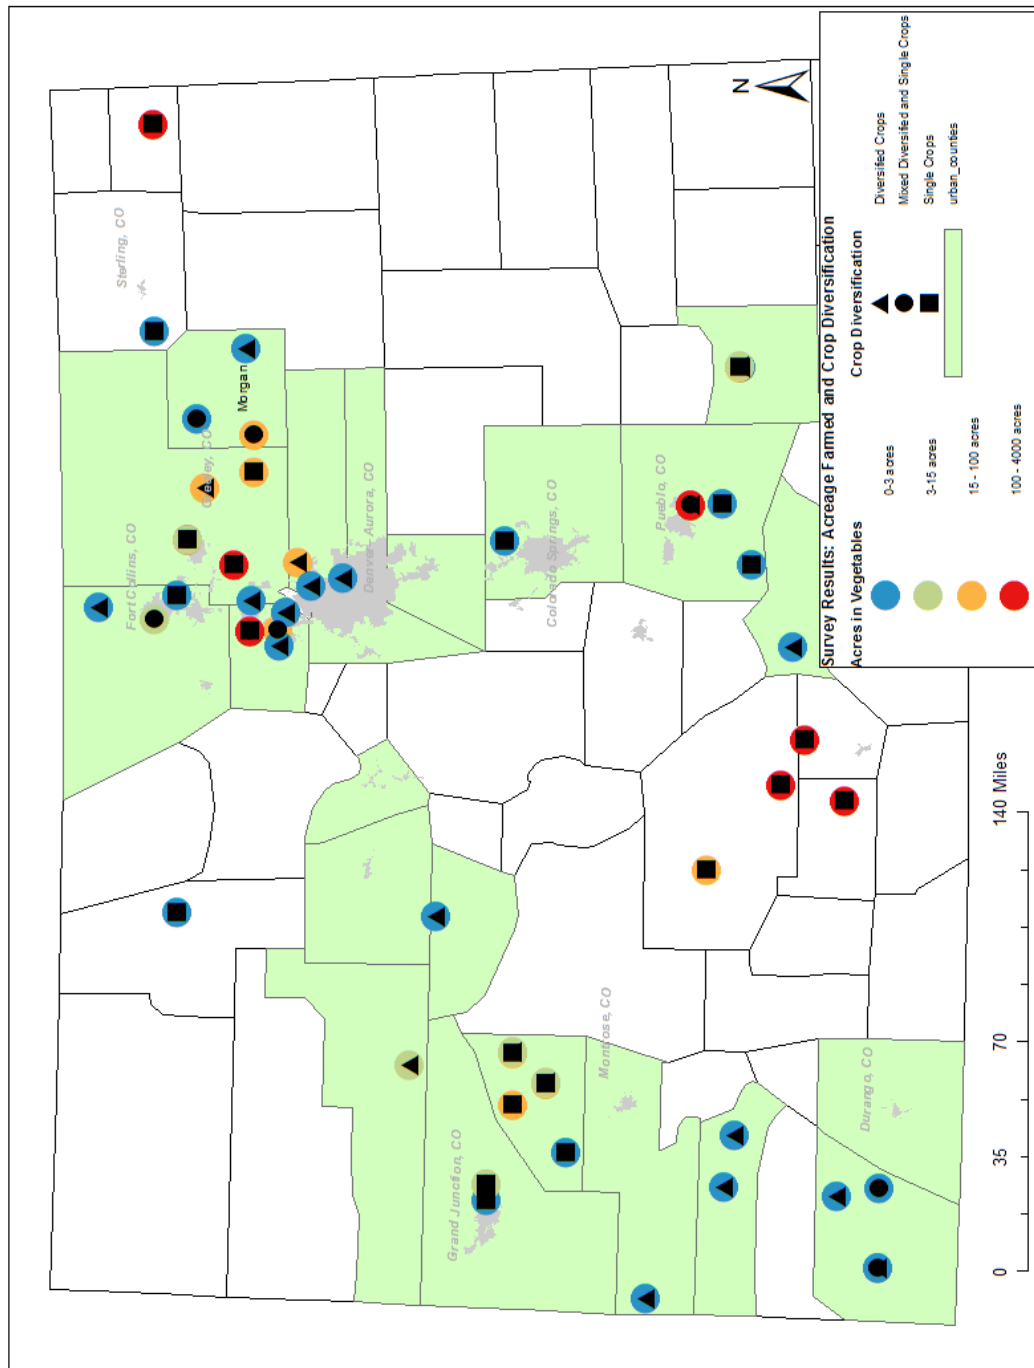 Survey Results: Acreage Farmed and Crop Diversification
Acres in Vegetables
0-3 acres
3-15 acres
15 - 100 acres
100 - 4000 acres
Crop Diversification
Diversified Crops
Mixed Diversified and Single Crops
Single Crops
urban_counties
N
Sterling, CO
Morgan
Greeley, CO
Fort Collins, CO
Denver--Aurora, CO
Colorado Springs, CO
Pueblo, CO
Grand Junction, CO
Montrose, CO
Durango, CO
0 35 70 140 Miles